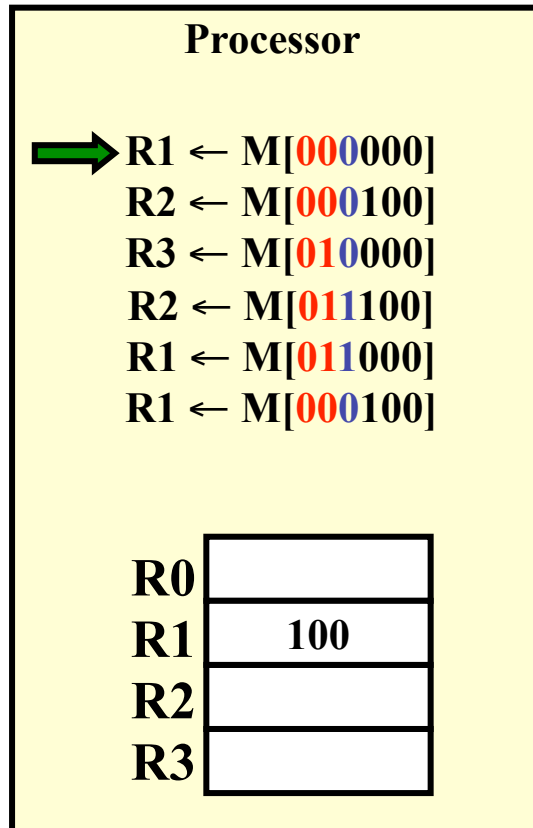 Processor
R1 ← M[000000]
R2 ← M[000100]
R3 ← M[010000]
R2 ← M[011100]
R1 ← M[011000]
R1 ← M[000100]
R0
R1 100
R2
R3